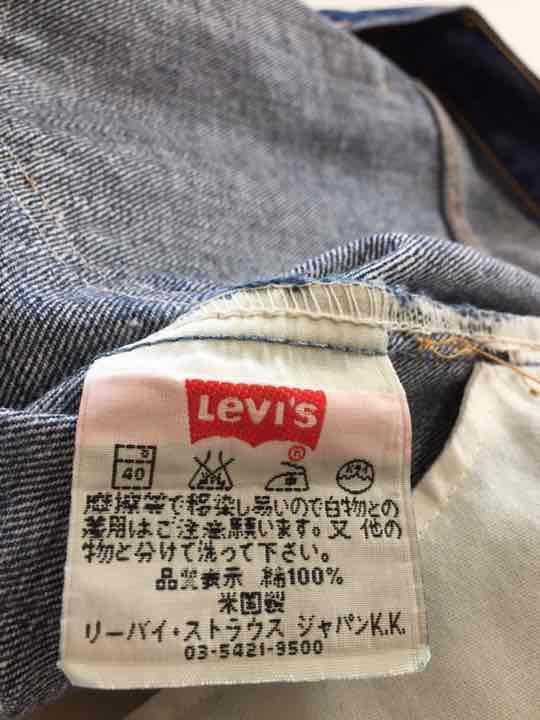 Levi's
®
40
摩擦等で移染し易いので白物との
着用はご注意願います。又 他の
物と分けて洗って下さい。
品質表示 綿100%
米国製
リーバイ・ストラウス ジャパンK.K.
03-5421-9500